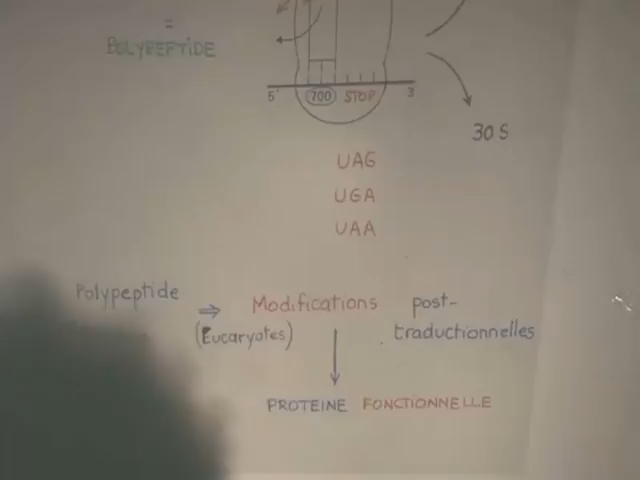 =
POLYPEPTIDE
5' 700 STOP 3
30 S
UAG
UGA
UAA
Polypeptide ⇒ Modifications post-
(Eucaryotes) traductionnelles
PROTEINE FONCTIONNELLE